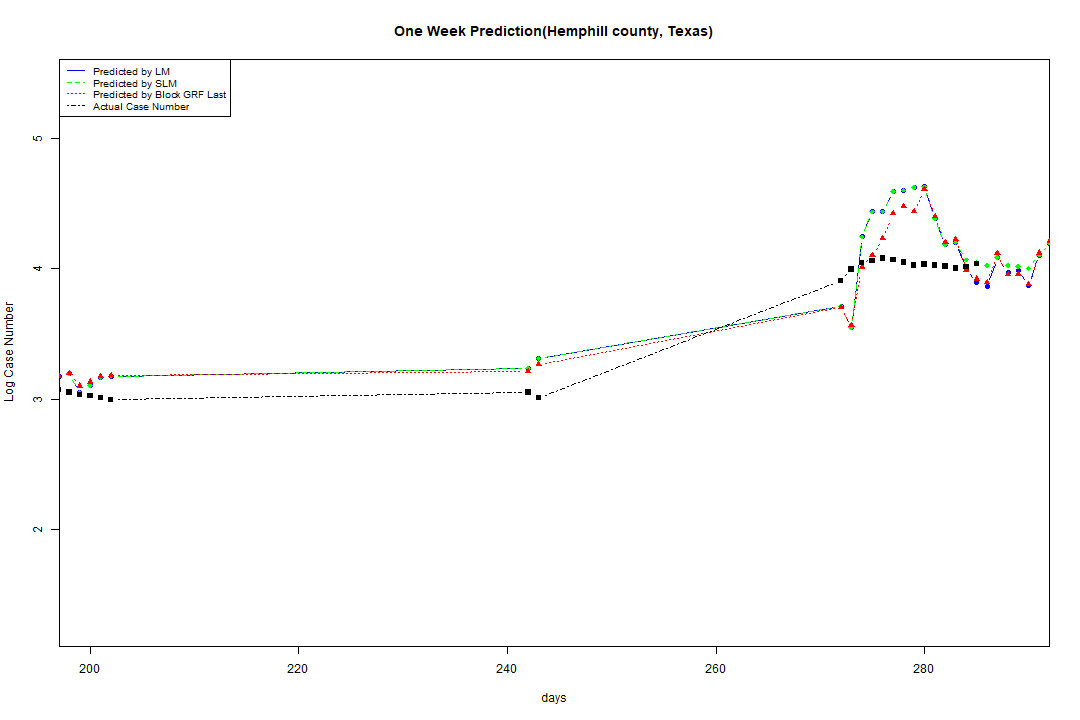 One Week Prediction(Hemphill county, Texas)
Predicted by LM
Predicted by SLM
Predicted by Block GRF Last
Actual Case Number
5
4
3
2
Log Case Number
200 220 240 260 280
days